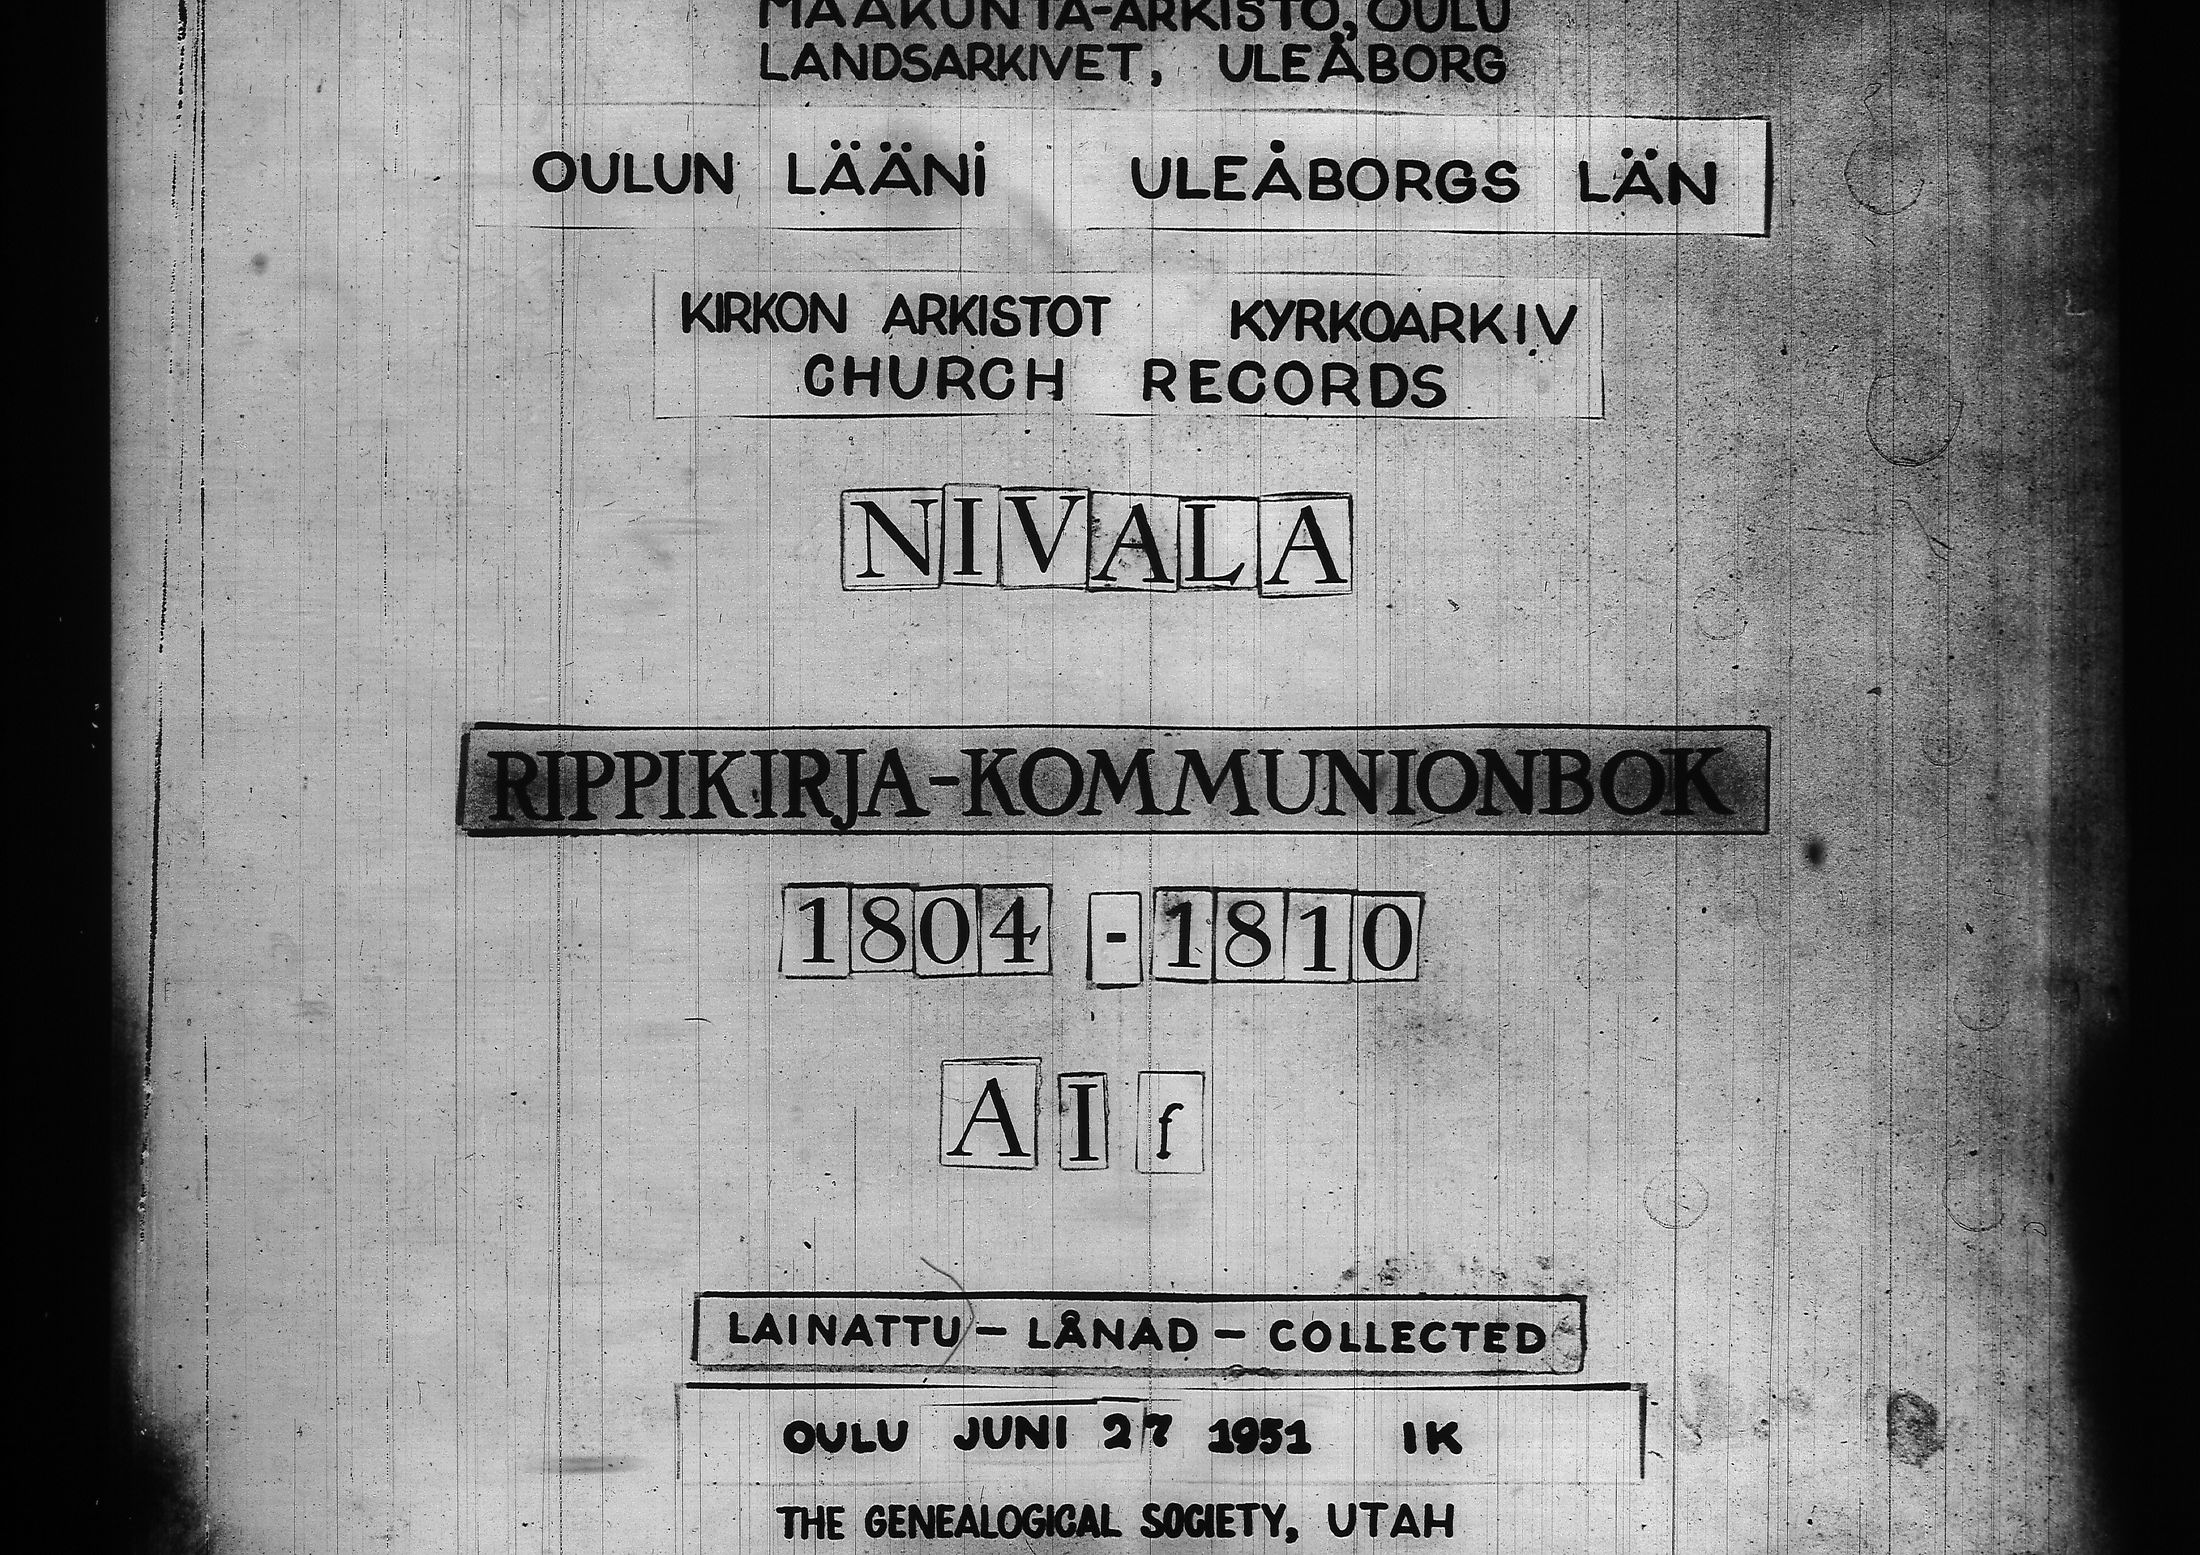 MAAKUNTA-ARKISTO, OULU
LANDSARKIVET, ULEÅBORG
OULUN LÄÄNI ULEÅBORGS LÄN
KIRKON ARKISTOT KYRKOARKIV
CHURCH RECORDS
NIVALA
RIPPIKIRJA-KOMMUNIONBOK
1804 - 1810
A I f
LAINATTU - LÅNAD - COLLECTED
OULU JUNI 27 1951 IK
THE GENEALOGICAL SOCIETY, UTAH